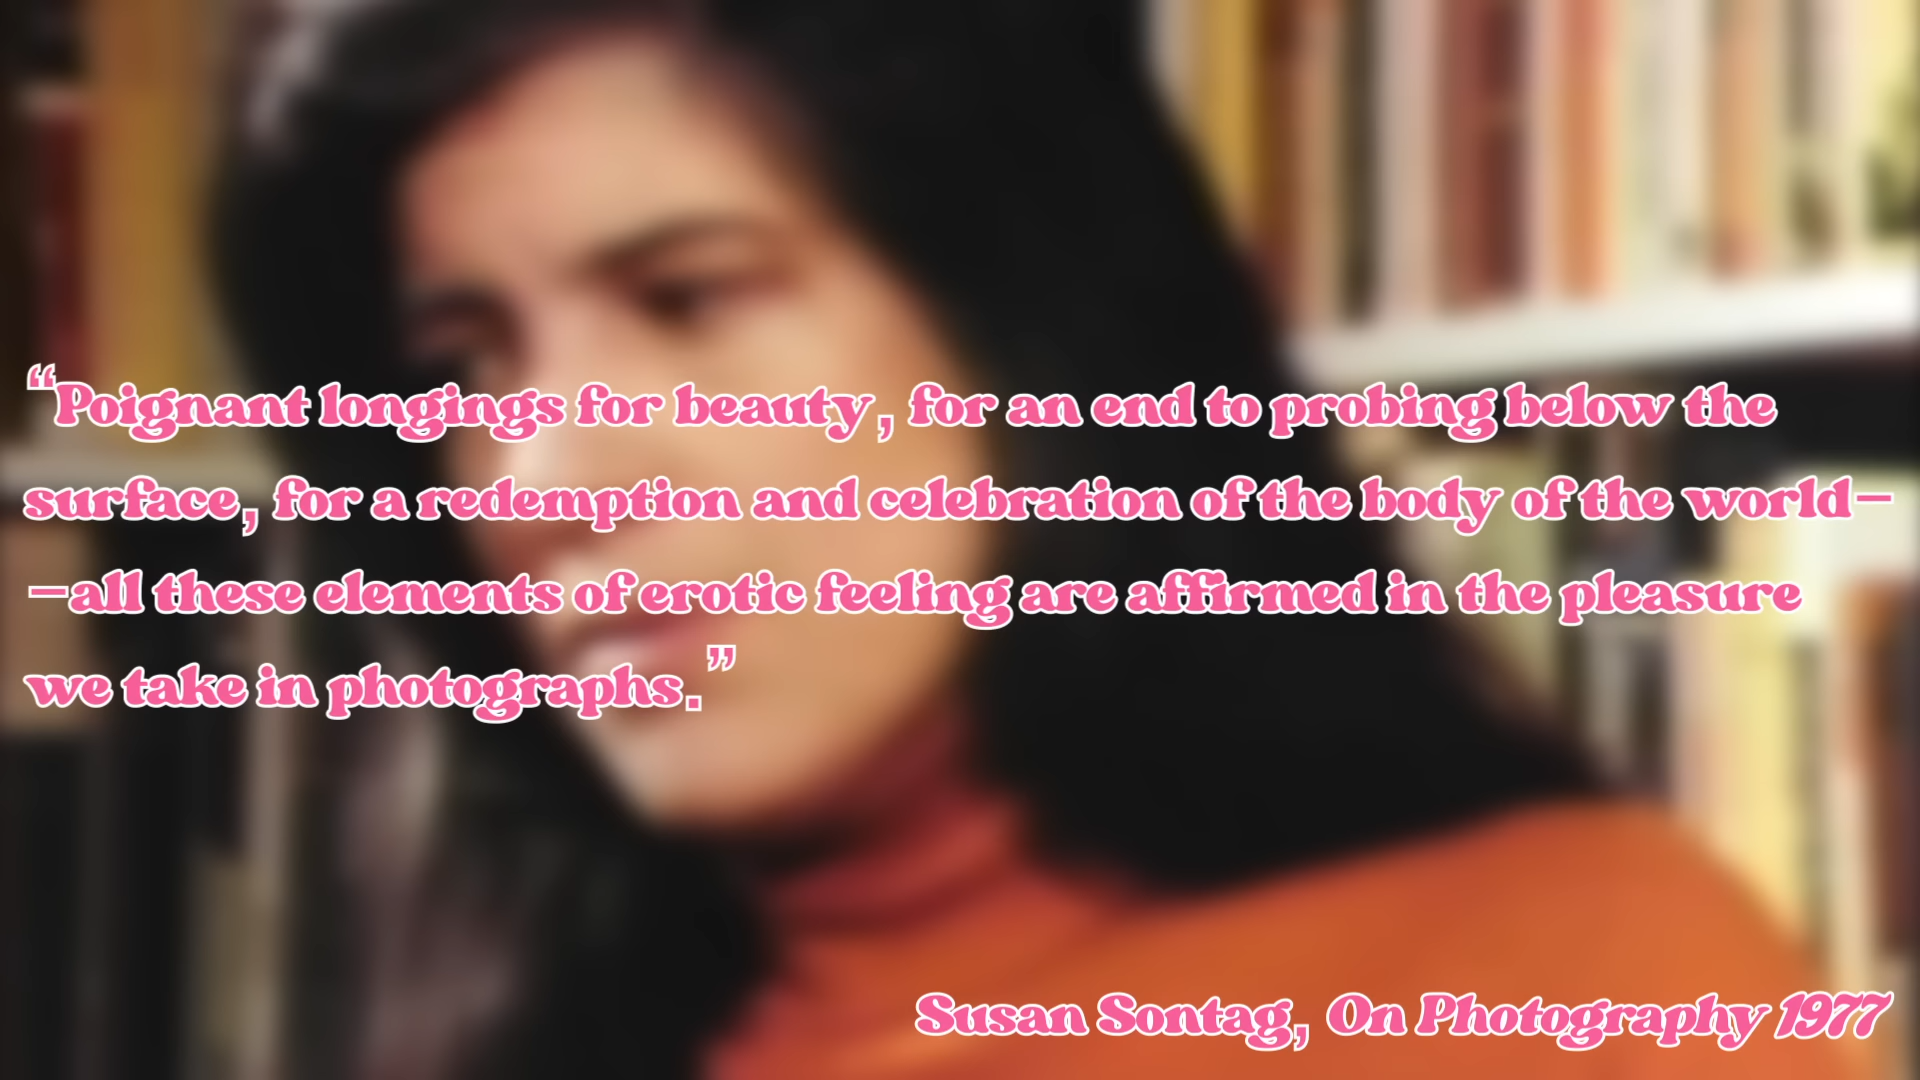 “Poignant longings for beauty, for an end to probing below the
surface, for a redemption and celebration of the body of the world—
—all these elements of erotic feeling are affirmed in the pleasure
we take in photographs.”
Susan Sontag, On Photography 1977